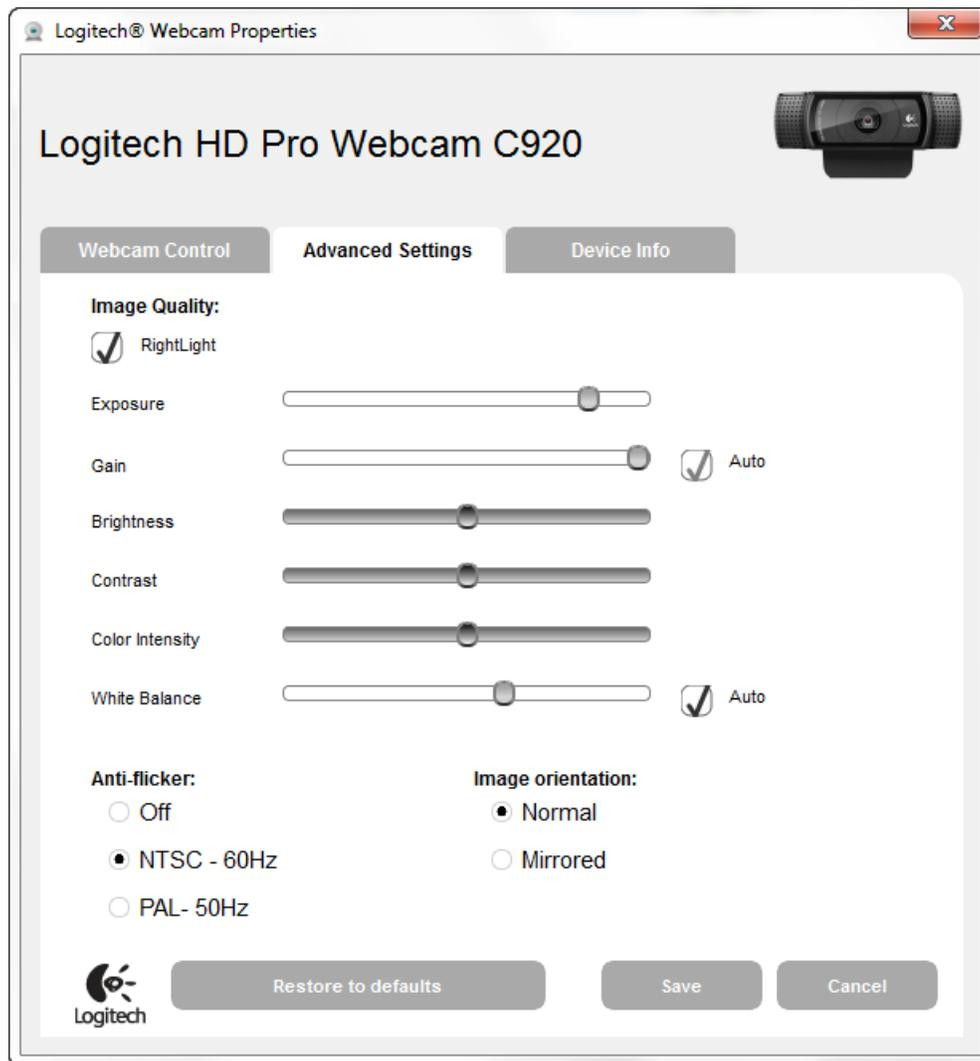 Logitech® Webcam Properties
Logitech HD Pro Webcam C920
Webcam Control
Advanced Settings
Device Info
Image Quality:
RightLight
Exposure
Gain
Auto
Brightness
Contrast
Color Intensity
White Balance
Auto
Anti-flicker:
Off
NTSC - 60Hz
PAL- 50Hz
Image orientation:
Normal
Mirrored
Logitech
Restore to defaults
Save
Cancel